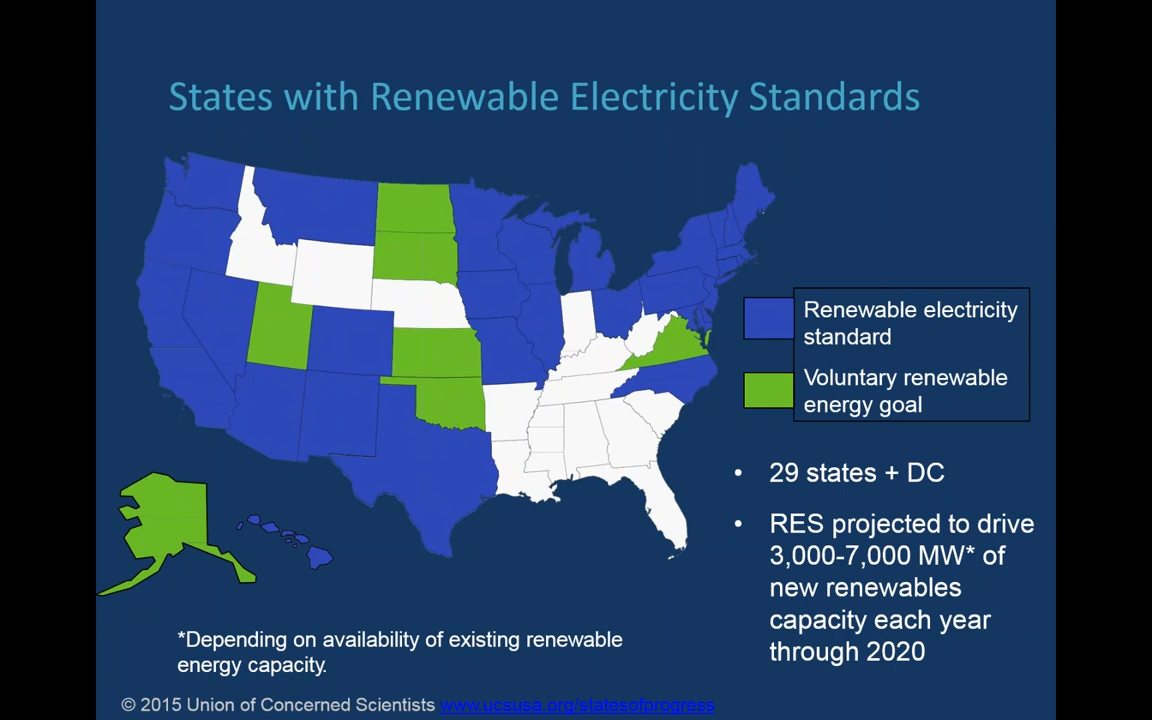 States with Renewable Electricity Standards
Renewable electricity
standard
Voluntary renewable
energy goal
• 29 states + DC
• RES projected to drive
3,000-7,000 MW* of
new renewables
capacity each year
through 2020
*Depending on availability of existing renewable
energy capacity.
© 2015 Union of Concerned Scientists www.ucsusa.org/statesofprogress